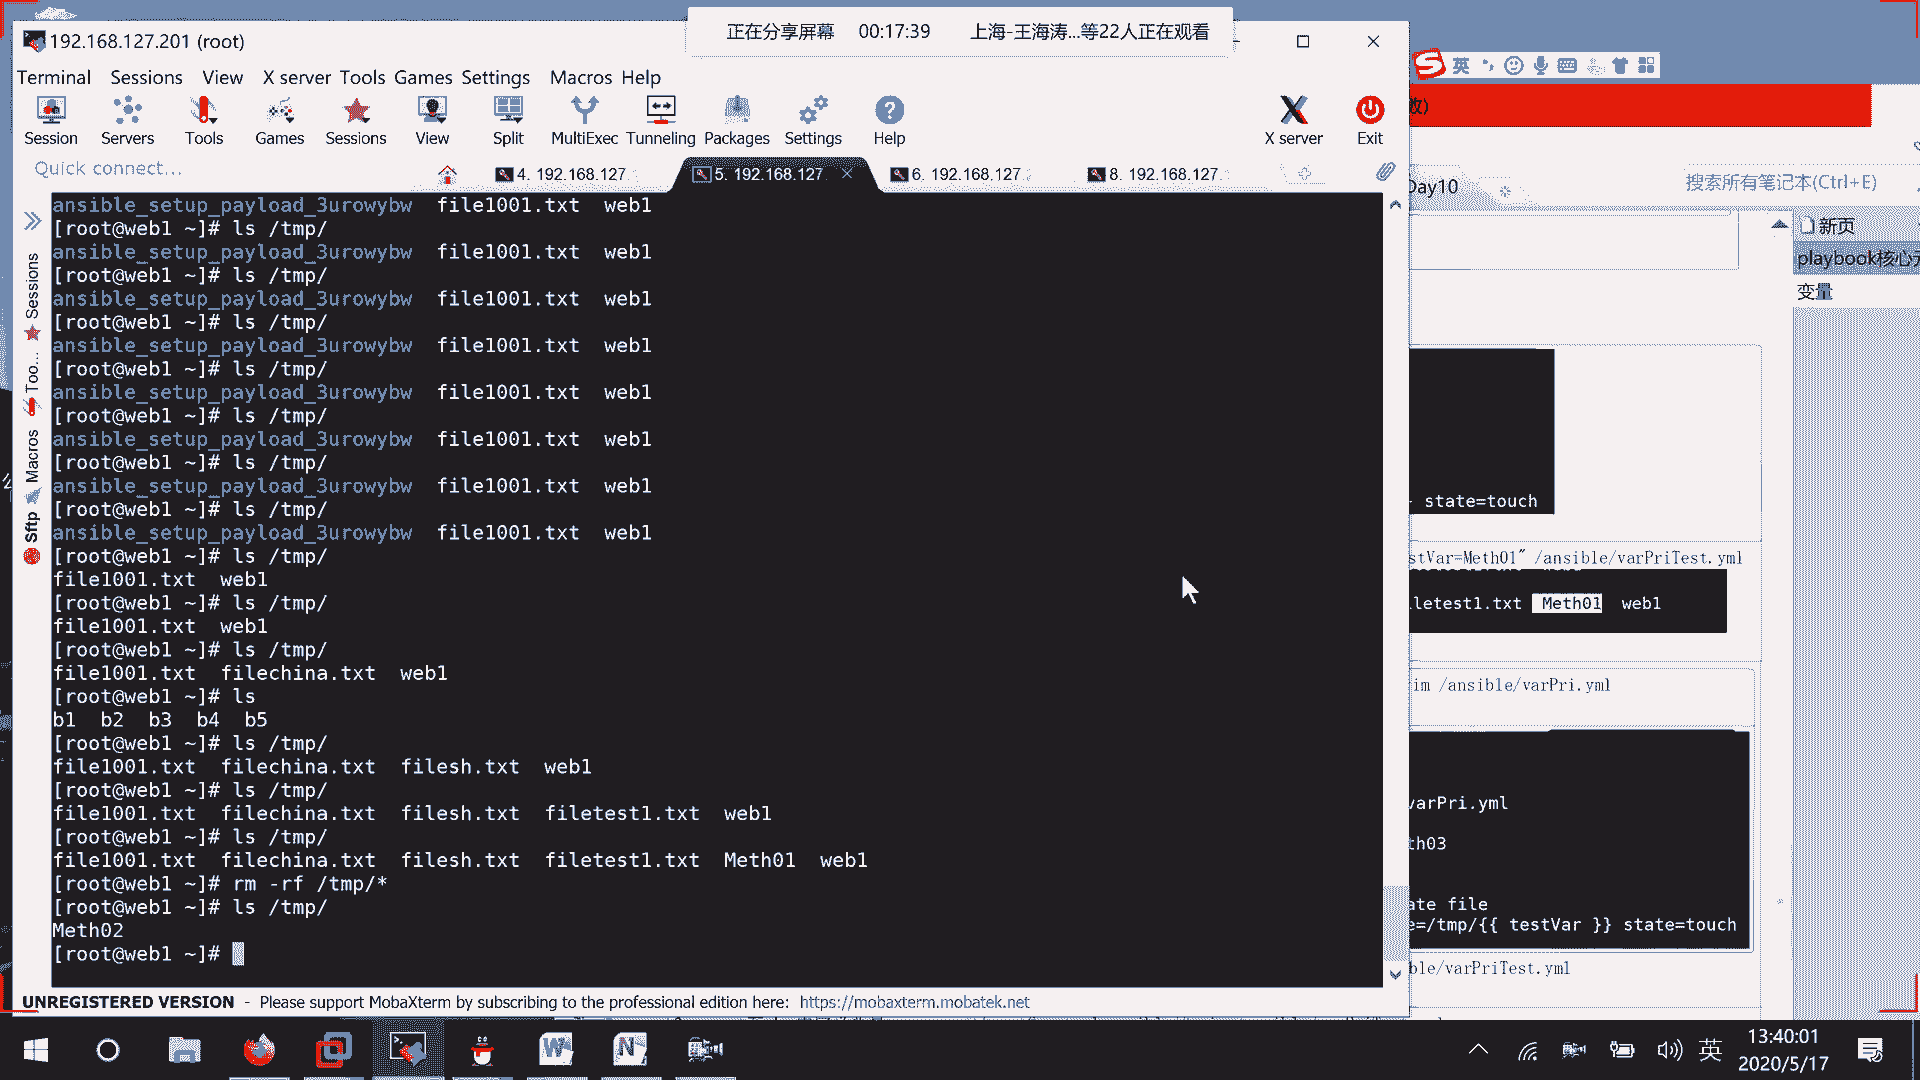 正在分享屏幕 00:17:39 上海-王海涛...等22人正在观看
192.168.127.201 (root)
Terminal Sessions View X server Tools Games Settings Macros Help
Session Servers Tools Games Sessions View Split MultiExec Tunneling Packages Settings Help X server Exit
Quick connect...
4. 192.168.127. 5. 192.168.127. 6. 192.168.127. 8. 192.168.127.
Sessions
Too...
Macros
Sftp
ansible_setup_payload_3urowybw file1001.txt web1
[root@web1 ~]# ls /tmp/
ansible_setup_payload_3urowybw file1001.txt web1
[root@web1 ~]# ls /tmp/
ansible_setup_payload_3urowybw file1001.txt web1
[root@web1 ~]# ls /tmp/
ansible_setup_payload_3urowybw file1001.txt web1
[root@web1 ~]# ls /tmp/
ansible_setup_payload_3urowybw file1001.txt web1
[root@web1 ~]# ls /tmp/
ansible_setup_payload_3urowybw file1001.txt web1
[root@web1 ~]# ls /tmp/
ansible_setup_payload_3urowybw file1001.txt web1
[root@web1 ~]# ls /tmp/
ansible_setup_payload_3urowybw file1001.txt web1
[root@web1 ~]# ls /tmp/
file1001.txt web1
[root@web1 ~]# ls /tmp/
file1001.txt web1
[root@web1 ~]# ls /tmp/
file1001.txt filechina.txt web1
[root@web1 ~]# ls
b1 b2 b3 b4 b5
[root@web1 ~]# ls /tmp/
file1001.txt filechina.txt filesh.txt web1
[root@web1 ~]# ls /tmp/
file1001.txt filechina.txt filesh.txt filetest1.txt web1
[root@web1 ~]# ls /tmp/
file1001.txt filechina.txt filesh.txt filetest1.txt Meth01 web1
[root@web1 ~]# rm -rf /tmp/*
[root@web1 ~]# ls /tmp/
Meth02
[root@web1 ~]#
UNREGISTERED VERSION - Please support MobaXterm by subscribing to the professional edition here: https://mobaxterm.mobatek.net
英
Day10
搜索所有笔记本(Ctrl+E)
新页
playbook核心
变量
state=touch
stVar=Meth01" /ansible/varPriTest.yml
letest1.txt Meth01 web1
im /ansible/varPri.yml
varPri.yml
th03
ate file
e=/tmp/{{ testVar }} state=touch
ble/varPriTest.yml
英
13:40:01
2020/5/17